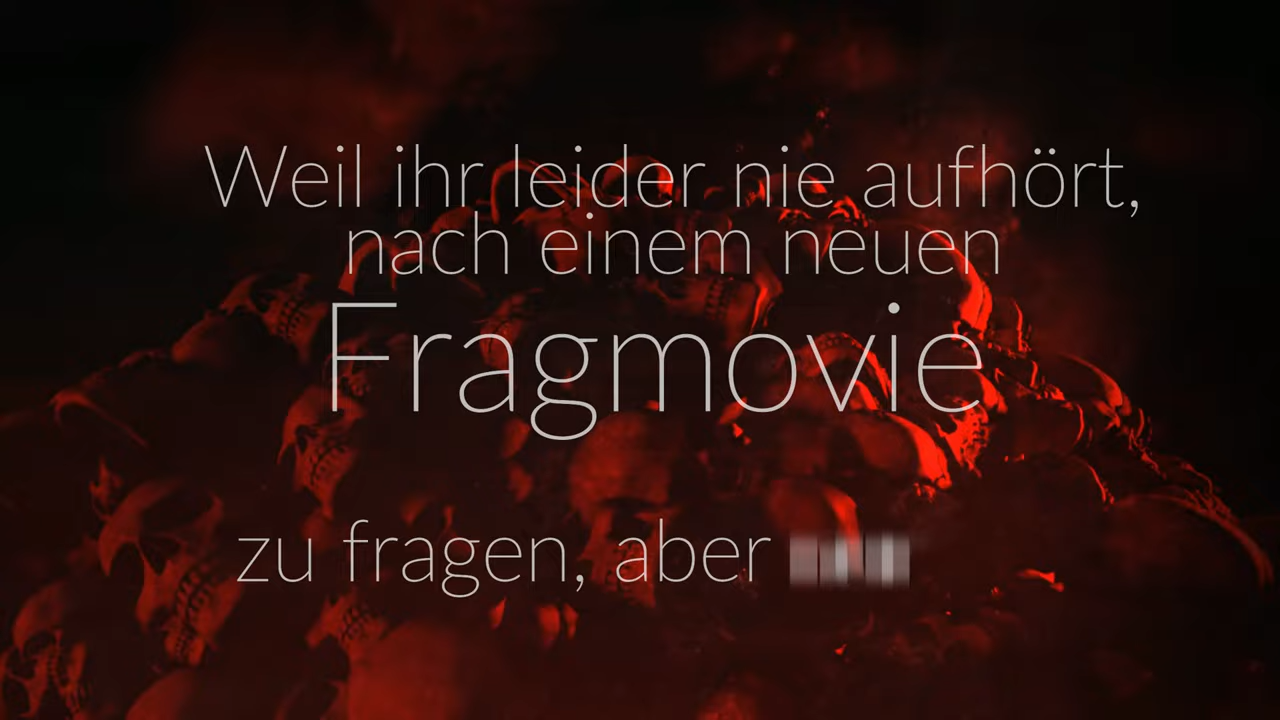 Weil ihr leider nie aufhört,
nach einem neuen
Fragmovie
zu fragen, aber